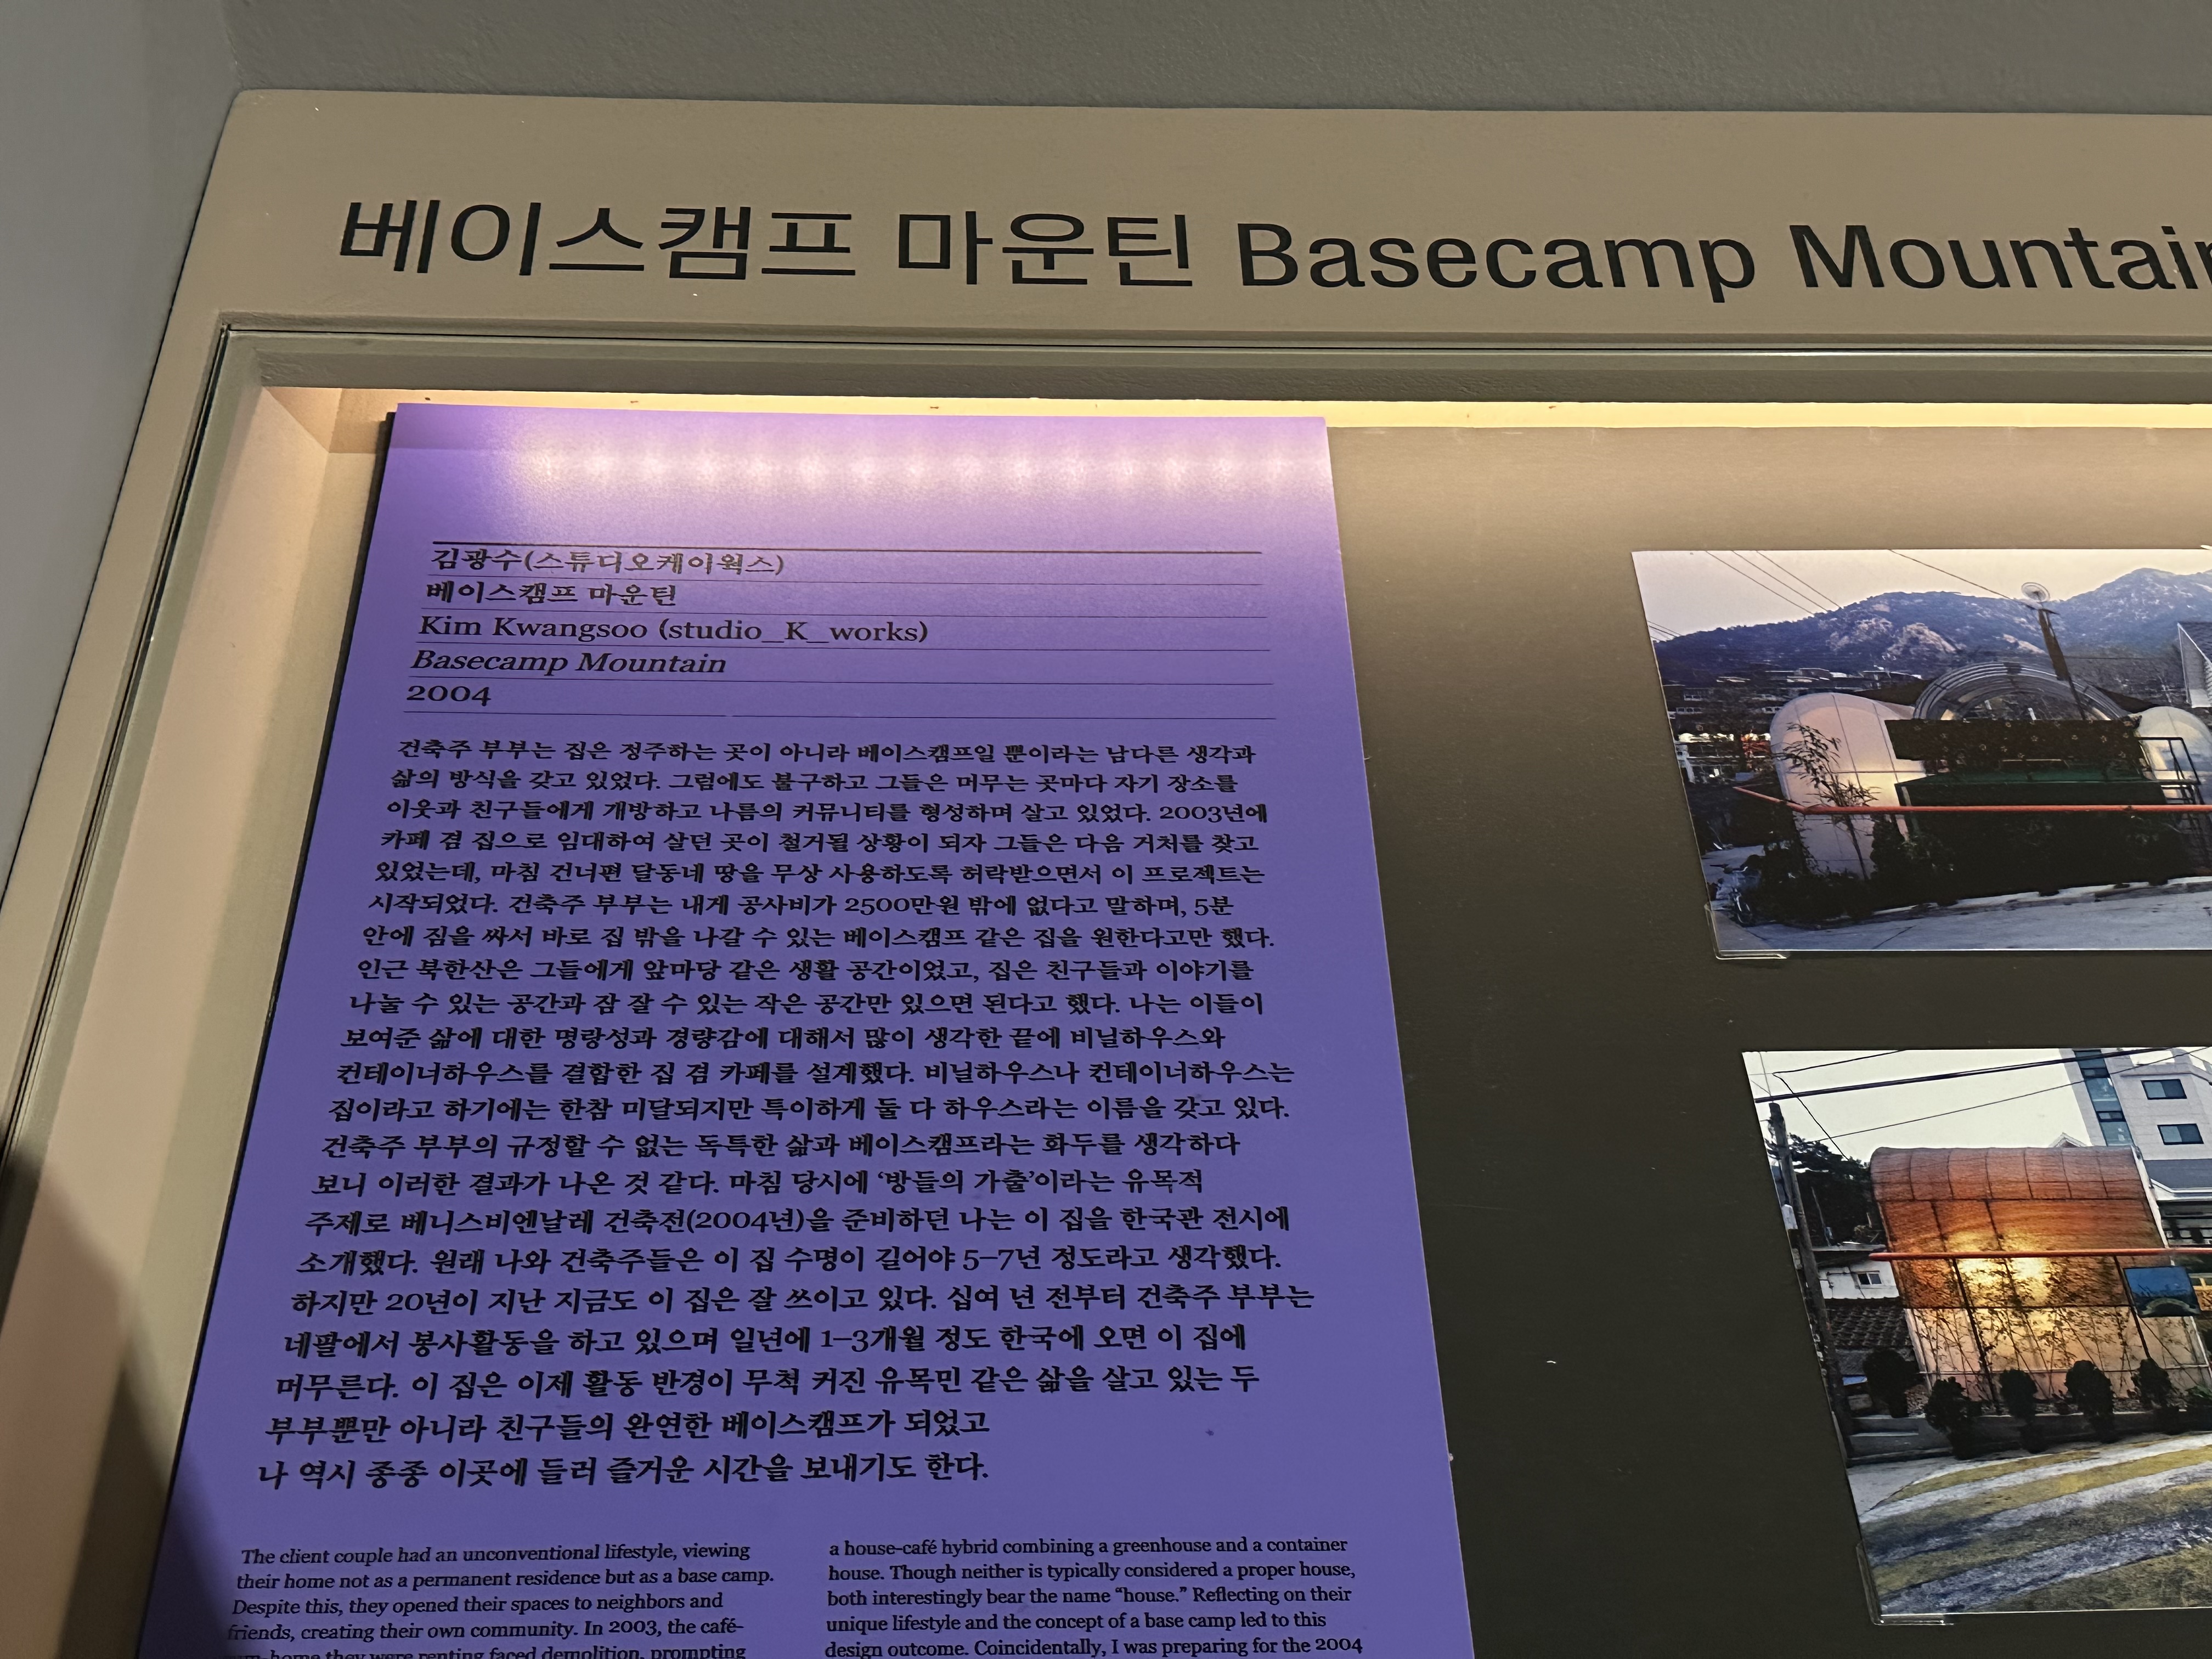 베이스캠프 마운틴 Basecamp Mountain
김광수(스튜디오케이웍스)
베이스캠프 마운틴
Kim Kwangsoo (studio_K_works)
Basecamp Mountain
2004
건축주 부부는 집은 정주하는 곳이 아니라 베이스캠프일 뿐이라는 남다른 생각과
삶의 방식을 갖고 있었다. 그럼에도 불구하고 그들은 머무는 곳마다 자기 장소를
이웃과 친구들에게 개방하고 나름의 커뮤니티를 형성하며 살고 있었다. 2003년에
카페 겸 집으로 임대하여 살던 곳이 철거될 상황이 되자 그들은 다음 거처를 찾고
있었는데, 마침 건너편 달동네 땅을 무상 사용하도록 허락받으면서 이 프로젝트는
시작되었다. 건축주 부부는 내게 공사비가 2500만원 밖에 없다고 말하며, 5분
안에 짐을 싸서 바로 집 밖을 나갈 수 있는 베이스캠프 같은 집을 원한다고만 했다.
인근 북한산은 그들에게 앞마당 같은 생활 공간이었고, 집은 친구들과 이야기를
나눌 수 있는 공간과 잠 잘 수 있는 작은 공간만 있으면 된다고 했다. 나는 이들이
보여준 삶에 대한 명랑성과 경량감에 대해서 많이 생각한 끝에 비닐하우스와
컨테이너하우스를 결합한 집 겸 카페를 설계했다. 비닐하우스나 컨테이너하우스는
집이라고 하기에는 한참 미달되지만 특이하게 둘 다 하우스라는 이름을 갖고 있다.
건축주 부부의 규정할 수 없는 독특한 삶과 베이스캠프라는 화두를 생각하다
보니 이러한 결과가 나온 것 같다. 마침 당시에 ‘방들의 가출’이라는 유목적
주제로 베니스비엔날레 건축전(2004년)을 준비하던 나는 이 집을 한국관 전시에
소개했다. 원래 나와 건축주들은 이 집 수명이 길어야 5–7년 정도라고 생각했다.
하지만 20년이 지난 지금도 이 집은 잘 쓰이고 있다. 십여 년 전부터 건축주 부부는
네팔에서 봉사활동을 하고 있으며 일년에 1–3개월 정도 한국에 오면 이 집에
머무른다. 이 집은 이제 활동 반경이 무척 커진 유목민 같은 삶을 살고 있는 두
부부뿐만 아니라 친구들의 완연한 베이스캠프가 되었고
나 역시 종종 이곳에 들러 즐거운 시간을 보내기도 한다.
The client couple had an unconventional lifestyle, viewing
their home not as a permanent residence but as a base camp.
Despite this, they opened their spaces to neighbors and
friends, creating their own community. In 2003, the café-
home they were renting faced demolition, prompting
a house-café hybrid combining a greenhouse and a container
house. Though neither is typically considered a proper house,
both interestingly bear the name “house.” Reflecting on their
unique lifestyle and the concept of a base camp led to this
design outcome. Coincidentally, I was preparing for the 2004